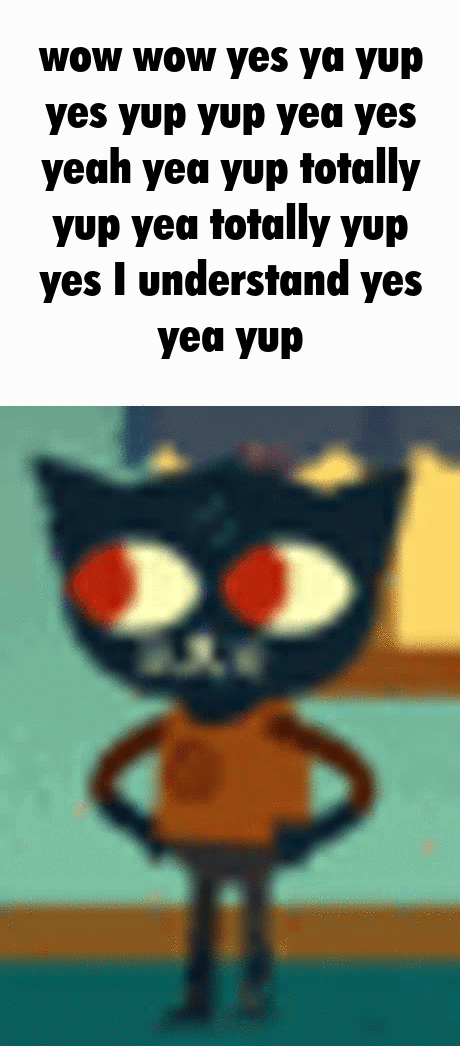 wow wow yes ya yup
yes yup yup yea yes
yeah yea yup totally
yup yea totally yup
yes I understand yes
yea yup